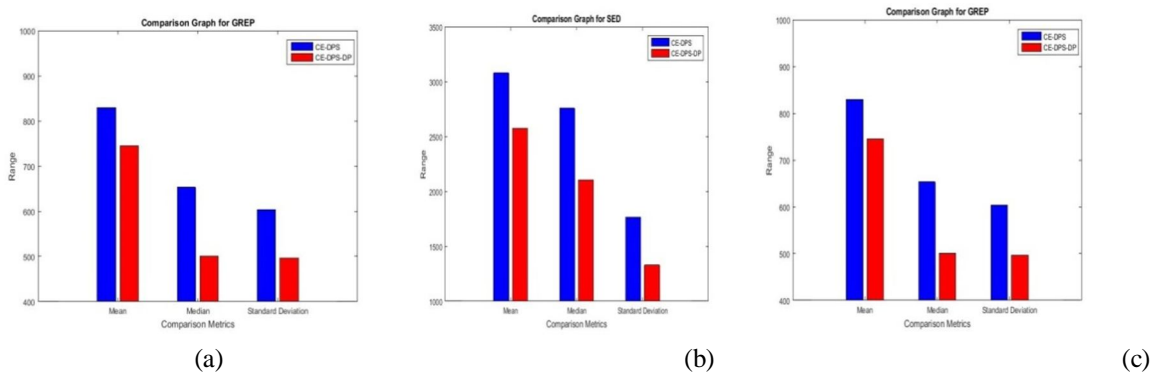 Comparison Graph for GREP
1000
900
800
700
600
500
400
Range
CE-DPS
CE-DPS-DP
Mean
Median
Standard Deviation
Comparison Metrics
(a)
Comparison Graph for SED
3500
3000
2500
2000
1500
1000
Range
CE-DPS
CE-DPS-DP
Mean
Median
Standard Deviation
Comparison Metrics
(b)
Comparison Graph for GREP
1000
900
800
700
600
500
400
Range
CE-DPS
CE-DPS-DP
Mean
Median
Standard Deviation
Comparison Metrics
(c)